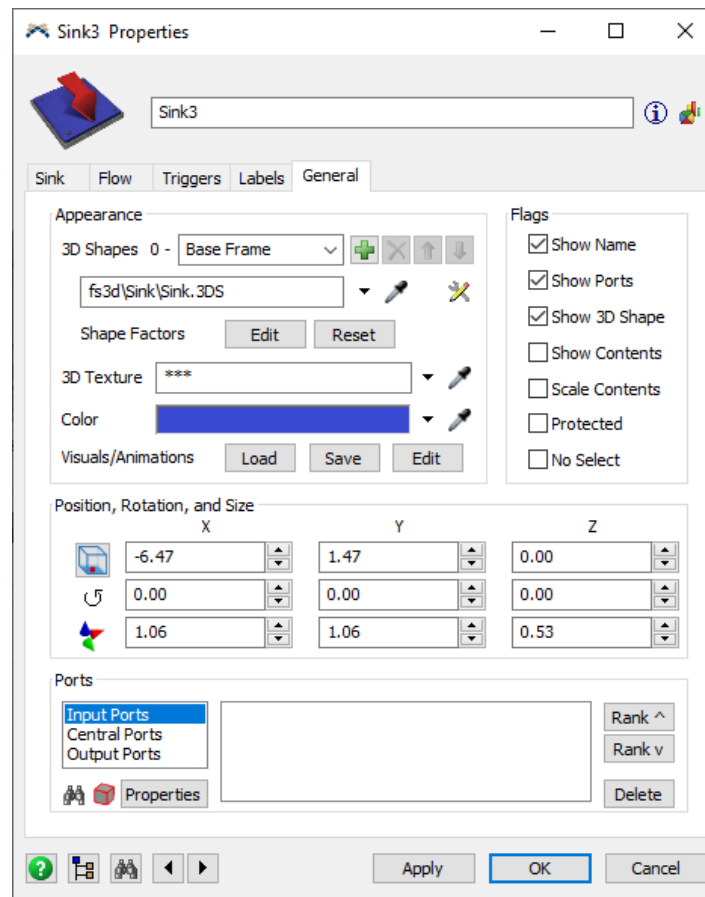 Sink3 Properties
Sink3
Sink Flow Triggers Labels General
Appearance
3D Shapes 0 - Base Frame
fs3d\Sink\Sink.3DS
Shape Factors Edit Reset
3D Texture ***
Color
Visuals/Animations Load Save Edit
Flags
Show Name
Show Ports
Show 3D Shape
Show Contents
Scale Contents
Protected
No Select
Position, Rotation, and Size
X Y Z
-6.47 1.47 0.00
0.00 0.00 0.00
1.06 1.06 0.53
Ports
Input Ports
Central Ports
Output Ports
Properties
Rank ^
Rank v
Delete
Apply OK Cancel